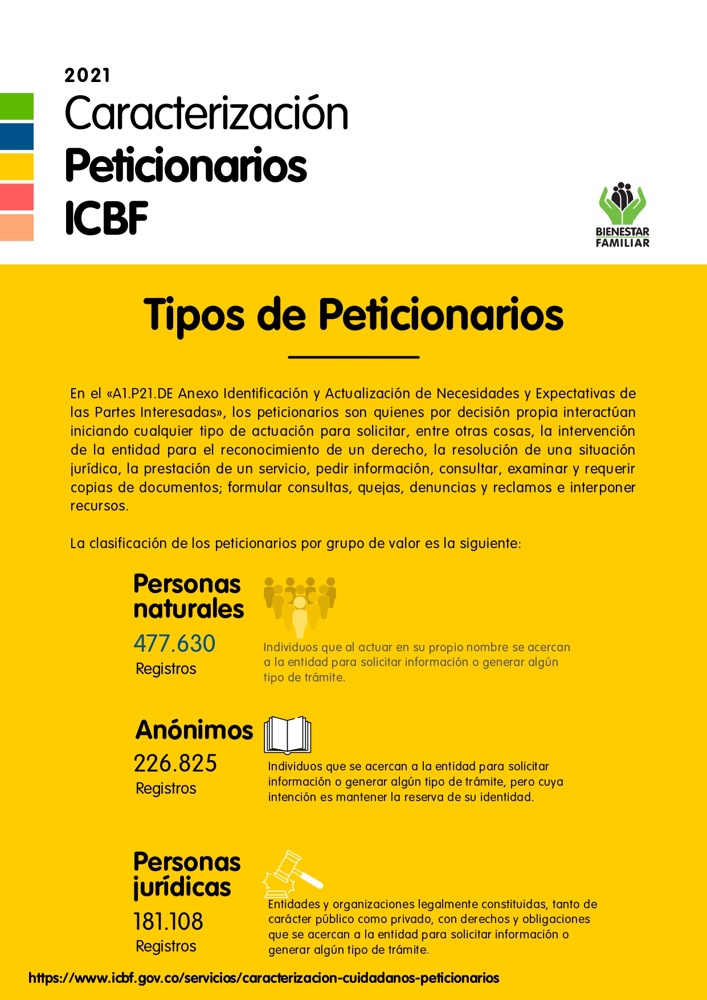 2021
Caracterización
Peticionarios
ICBF
BIENESTAR
FAMILIAR
Tipos de Peticionarios
En el «A1.P21.DE Anexo Identificación y Actualización de Necesidades y Expectativas de
las Partes Interesadas», los peticionarios son quienes por decisión propia interactúan
iniciando cualquier tipo de actuación para solicitar, entre otras cosas, la intervención
de la entidad para el reconocimiento de un derecho, la resolución de una situación
jurídica, la prestación de un servicio, pedir información, consultar, examinar y requerir
copias de documentos; formular consultas, quejas, denuncias y reclamos e interponer
recursos.
La clasificación de los peticionarios por grupo de valor es la siguiente:
Personas
naturales
477.630
Registros
Individuos que al actuar en su propio nombre se acercan
a la entidad para solicitar información o generar algún
tipo de trámite.
Anónimos
226.825
Registros
Individuos que se acercan a la entidad para solicitar
información o generar algún tipo de trámite, pero cuya
intención es mantener la reserva de su identidad.
Personas
jurídicas
181.108
Registros
Entidades y organizaciones legalmente constituidas, tanto de
carácter público como privado, con derechos y obligaciones
que se acercan a la entidad para solicitar información o
generar algún tipo de trámite.
https://www.icbf.gov.co/servicios/caracterizacion-cuidadanos-peticionarios